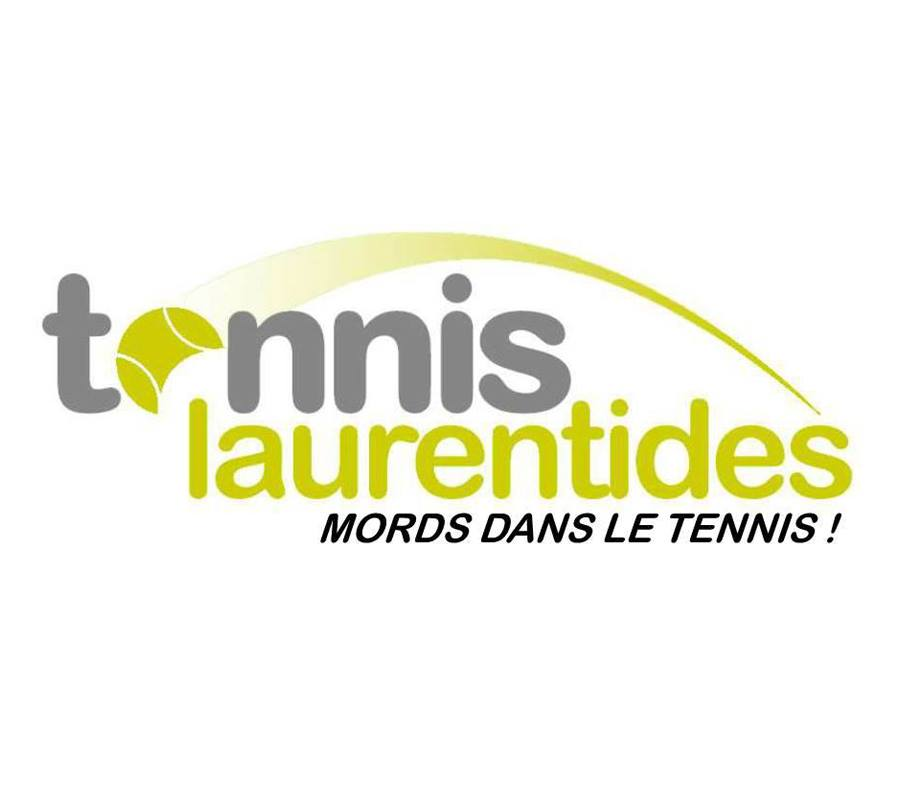 tennis
laurentides
MORDS DANS LE TENNIS !